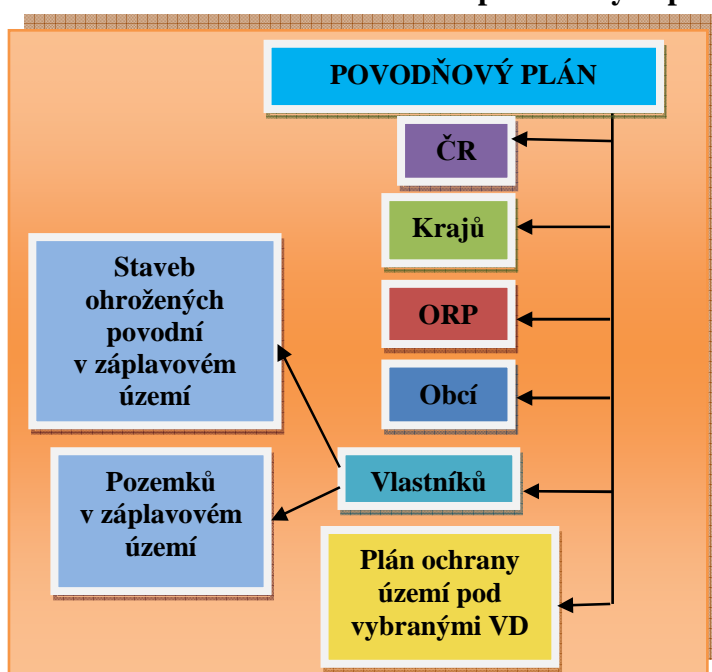 POVODŇOVÝ PLÁN
ČR
Krajů
ORP
Obcí
Vlastníků
Staveb
ohrožených
povodní
v záplavovém
území
Pozemků
v záplavovém
území
Plán ochrany
území pod
vybranými VD